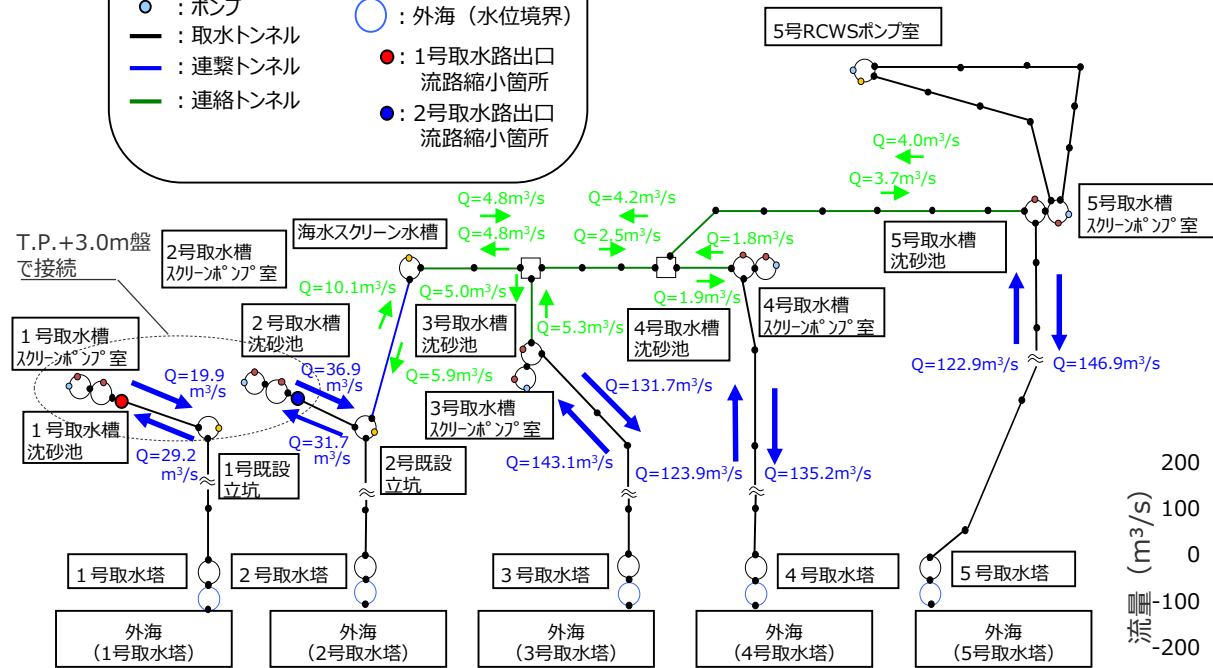 ：ポンプ
：取水トンネル
：連繋トンネル
：連絡トンネル
：外海（水位境界）
：1号取水路出口
流路縮小箇所
：2号取水路出口
流路縮小箇所
5号RCWSポンプ室
Q=4.0m³/s
Q=3.7m³/s
Q=4.8m³/s
Q=4.2m³/s
Q=4.8m³/s
Q=2.5m³/s
Q=1.8m³/s
Q=1.9m³/s
5号取水槽
スクリーンポンプ室
5号取水槽
沈砂池
T.P.+3.0m盤
で接続
2号取水槽
スクリーンポンプ室
海水スクリーン水槽
Q=10.1m³/s
Q=5.0m³/s
Q=5.3m³/s
Q=5.9m³/s
3号取水槽
沈砂池
4号取水槽
沈砂池
4号取水槽
スクリーンポンプ室
1号取水槽
スクリーンポンプ室
2号取水槽
沈砂池
Q=19.9
m³/s
Q=36.9
m³/s
Q=29.2
m³/s
Q=31.7
m³/s
1号取水槽
沈砂池
1号既設
立坑
2号既設
立坑
3号取水槽
スクリーンポンプ室
Q=131.7m³/s
Q=143.1m³/s
Q=123.9m³/s
Q=135.2m³/s
Q=122.9m³/s
Q=146.9m³/s
1号取水塔
2号取水塔
3号取水塔
4号取水塔
5号取水塔
外海
（1号取水塔）
外海
（2号取水塔）
外海
（3号取水塔）
外海
（4号取水塔）
外海
（5号取水塔）
流量（m³/s）
200
100
0
-100
-200